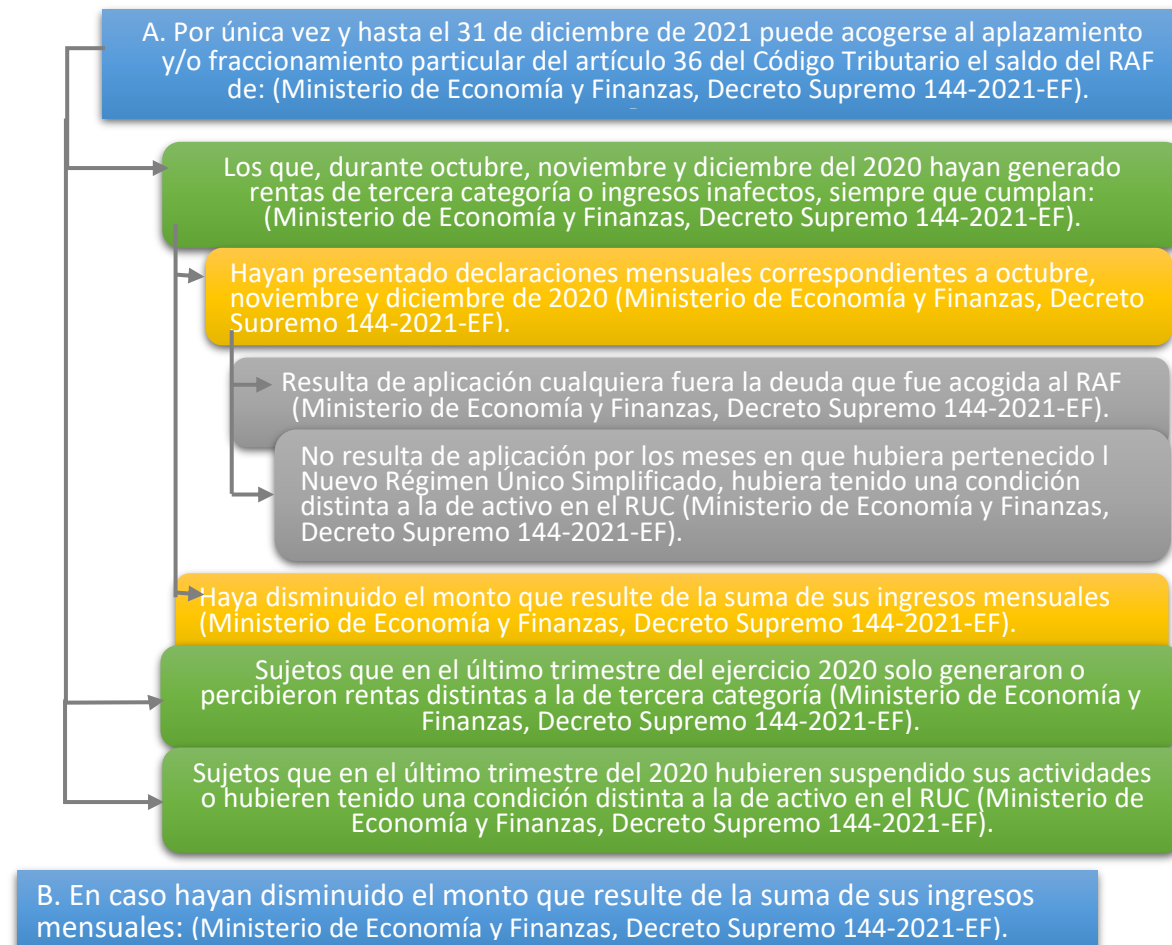 A. Por única vez y hasta el 31 de diciembre de 2021 puede acogerse al aplazamiento
y/o fraccionamiento particular del artículo 36 del Código Tributario el saldo del RAF
de: (Ministerio de Economía y Finanzas, Decreto Supremo 144-2021-EF).
Los que, durante octubre, noviembre y diciembre del 2020 hayan generado
rentas de tercera categoría o ingresos inafectos, siempre que cumplan:
(Ministerio de Economía y Finanzas, Decreto Supremo 144-2021-EF).
Hayan presentado declaraciones mensuales correspondientes a octubre,
noviembre y diciembre de 2020 (Ministerio de Economía y Finanzas, Decreto
Supremo 144-2021-EF).
Resulta de aplicación cualquiera fuera la deuda que fue acogida al RAF
(Ministerio de Economía y Finanzas, Decreto Supremo 144-2021-EF).
No resulta de aplicación por los meses en que hubiera pertenecido l
Nuevo Régimen Único Simplificado, hubiera tenido una condición
distinta a la de activo en el RUC (Ministerio de Economía y Finanzas,
Decreto Supremo 144-2021-EF).
Haya disminuido el monto que resulte de la suma de sus ingresos mensuales
(Ministerio de Economía y Finanzas, Decreto Supremo 144-2021-EF).
Sujetos que en el último trimestre del ejercicio 2020 solo generaron o
percibieron rentas distintas a la de tercera categoría (Ministerio de Economía y
Finanzas, Decreto Supremo 144-2021-EF).
Sujetos que en el último trimestre del 2020 hubieren suspendido sus actividades
o hubieren tenido una condición distinta a la de activo en el RUC (Ministerio de
Economía y Finanzas, Decreto Supremo 144-2021-EF).
B. En caso hayan disminuido el monto que resulte de la suma de sus ingresos
mensuales: (Ministerio de Economía y Finanzas, Decreto Supremo 144-2021-EF).